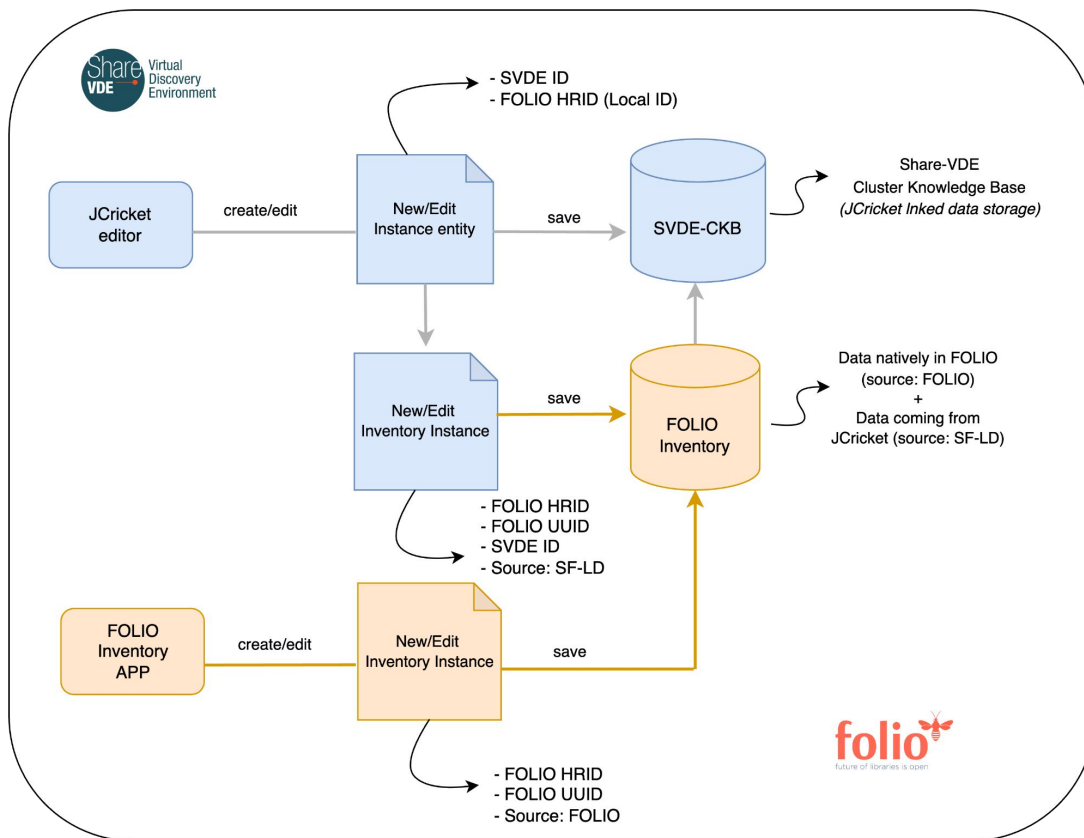 Share
VDE
Virtual
Discovery
Environment
- SVDE ID
- FOLIO HRID (Local ID)
JCricket
editor
create/edit
New/Edit
Instance entity
save
SVDE-CKB
Share-VDE
Cluster Knowledge Base
(JCricket lnked data storage)
New/Edit
Inventory Instance
save
FOLIO
Inventory
Data natively in FOLIO
(source: FOLIO)
+
Data coming from
JCricket (source: SF-LD)
- FOLIO HRID
- FOLIO UUID
- SVDE ID
- Source: SF-LD
FOLIO
Inventory
APP
create/edit
New/Edit
Inventory Instance
save
- FOLIO HRID
- FOLIO UUID
- Source: FOLIO
folio
future of libraries is open